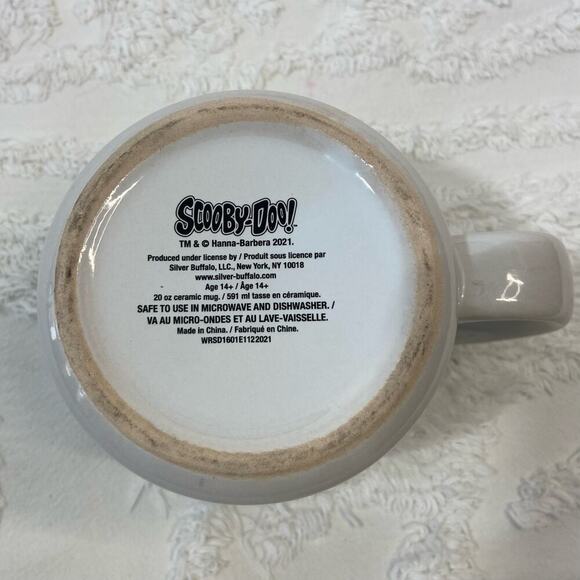 SCOOBY-DOO!
TM & © Hanna-Barbera 2021.
Produced under license by / Produit sous licence par
Silver Buffalo, LLC., New York, NY 10018
www.silver-buffalo.com
Age 14+ / Âge 14+
20 oz ceramic mug. / 591 ml tasse en céramique.
SAFE TO USE IN MICROWAVE AND DISHWASHER. /
VA AU MICRO-ONDES ET AU LAVE-VAISSELLE.
Made in China. / Fabriqué en Chine.
WRSD1601E1122021